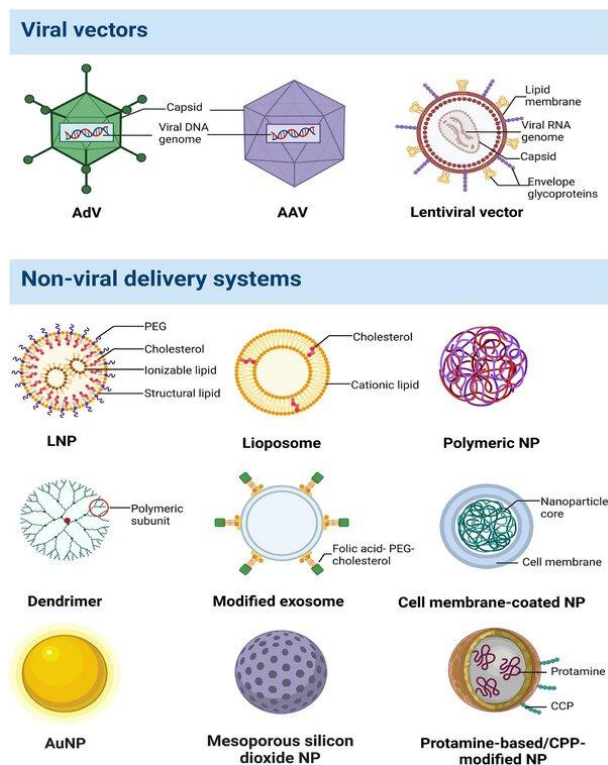 Viral vectors
Capsid
Viral DNA
genome
AdV
AAV
Lipid
membrane
Viral RNA
genome
Capsid
Envelope
glycoproteins
Lentiviral vector
Non-viral delivery systems
PEG
Cholesterol
Ionizable lipid
Structural lipid
LNP
Cholesterol
Cationic lipid
Lioposome
Polymeric NP
Polymeric
subunit
Dendrimer
Folic acid- PEG-
cholesterol
Modified exosome
Nanoparticle
core
Cell membrane
Cell membrane-coated NP
AuNP
Mesoporous silicon
dioxide NP
Protamine
CCP
Protamine-based/CPP-
modified NP